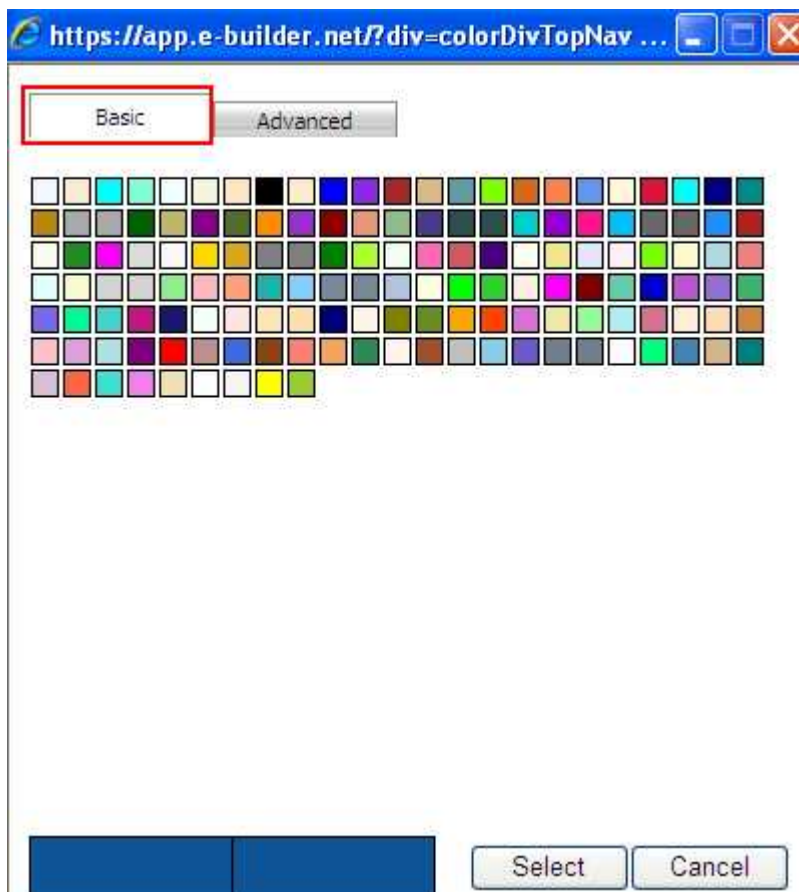 https://app.e-builder.net/?div=colorDivTopNav ...
Basic
Advanced
Select
Cancel